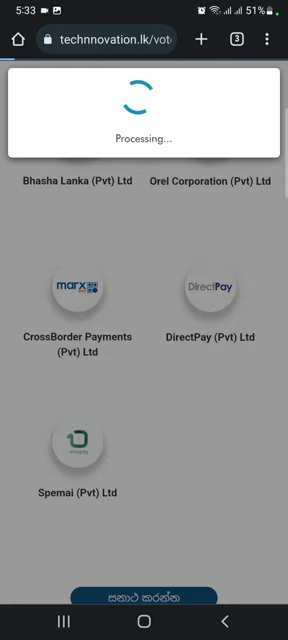 5:33
51%
technnovation.lk/vote
3
Processing...
Bhasha Lanka (Pvt) Ltd
Orel Corporation (Pvt) Ltd
marx
DirectPay
CrossBorder Payments
(Pvt) Ltd
DirectPay (Pvt) Ltd
Spemai (Pvt) Ltd
සනාථ කරන්න